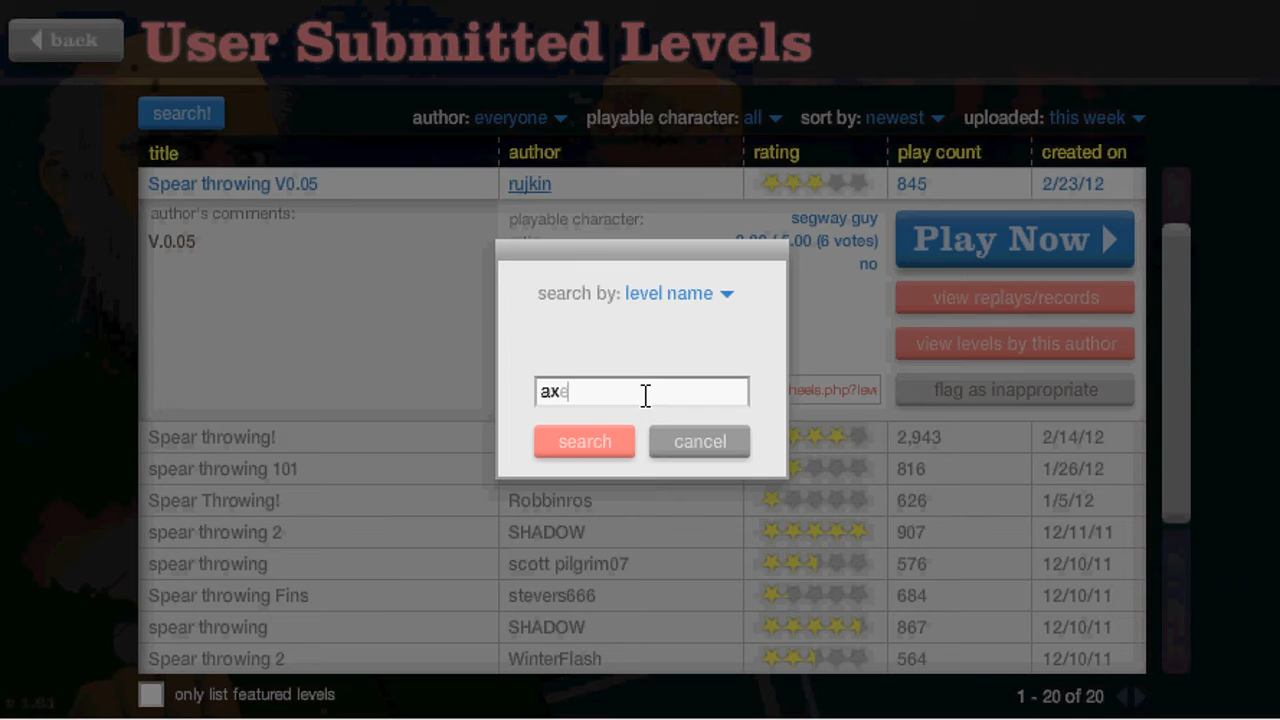 back
User Submitted Levels
search!
author: everyone
playable character: all
sort by: newest
uploaded: this week
title author rating play count created on
Spear throwing V0.05 rujkin 845 2/23/12
author's comments:
V.0.05
playable character: segway guy
/ 5.00 (6 votes)
no
Play Now
view replays/records
view levels by this author
flag as inappropriate
search by: level name
axe
search cancel
Spear throwing! 2,943 2/14/12
spear throwing 101 816 1/26/12
Spear Throwing! Robbinros 626 1/5/12
spear throwing 2 SHADOW 907 12/11/11
spear throwing scott pilgrim07 576 12/10/11
Spear throwing Fins stevers666 684 12/10/11
spear throwing SHADOW 867 12/10/11
Spear throwing 2 WinterFlash 564 12/10/11
only list featured levels
1 - 20 of 20